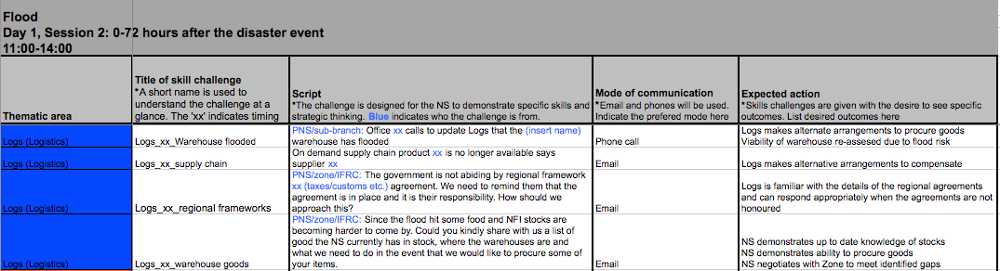 Flood
Day 1, Session 2: 0-72 hours after the disaster event
11:00-14:00
Thematic area
Title of skill challenge
*A short name is used to
understand the challenge at a
glance. The 'xx' indicates timing
Script
*The challenge is designed for the NS to demonstrate specific skills and
strategic thinking. Blue indicates who the challenge is from.
Mode of communication
*Email and phones will be used.
Indicate the prefered mode here
Expected action
*Skills challenges are given with the desire to see specific
outcomes. List desired outcomes here
Logs (Logistics)
Logs_xx_Warehouse flooded
PNS/sub-branch: Office xx calls to update Logs that the (insert name)
warehouse has flooded
Phone call
Logs makes alternate arrangements to procure goods
Viability of warehouse re-assesed due to flood risk
Logs (Logistics)
Logs_xx_supply chain
On demand supply chain product xx is no longer available says
supplier xx
Email
Logs makes alternative arrangements to compensate
Logs (Logistics)
Logs_xx_regional frameworks
PNS/zone/IFRC: The government is not abiding by regional framework
xx (taxes/customs etc.) agreement. We need to remind them that the
agreement is in place and it is their responsibility. How should we
approach this?
Email
Logs is familiar with the details of the regional agreements
and can respond appropriately when the agreements are not
honoured
Logs (Logistics)
Logs_xx_warehouse goods
PNS/zone/IFRC: Since the flood hit some food and NFI stocks are
becoming harder to come by. Could you kindly share with us a list of
good the NS currently has in stock, where the warehouses are and
what we need to do in the event that we would like to procure some of
your items.
Email
NS demonstrates up to date knowledge of stocks
NS demonstrates ability to procure goods
NS negotiates with Zone to meet identified gaps